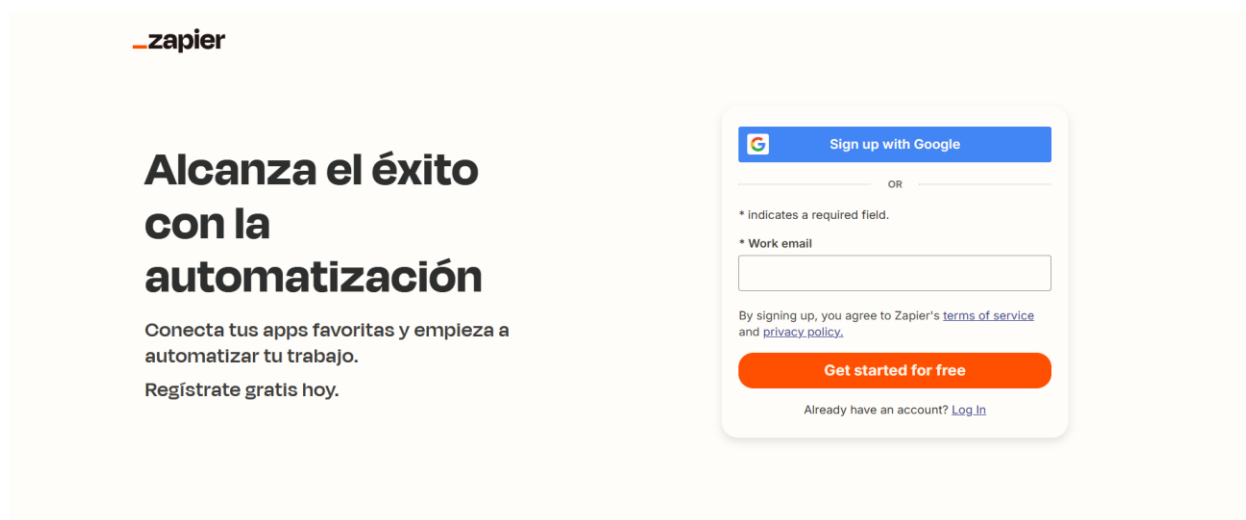 _zapier
Alcanza el éxito
con la
automatización
Conecta tus apps favoritas y empieza a
automatizar tu trabajo.
Regístrate gratis hoy.
G
Sign up with Google
OR
* indicates a required field.
* Work email
By signing up, you agree to Zapier's terms of service
and privacy policy.
Get started for free
Already have an account? Log In